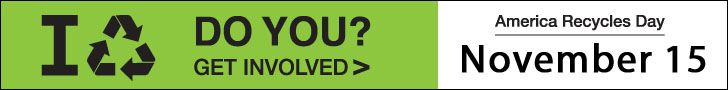 I
DO YOU?
GET INVOLVED >
America Recycles Day
November 15